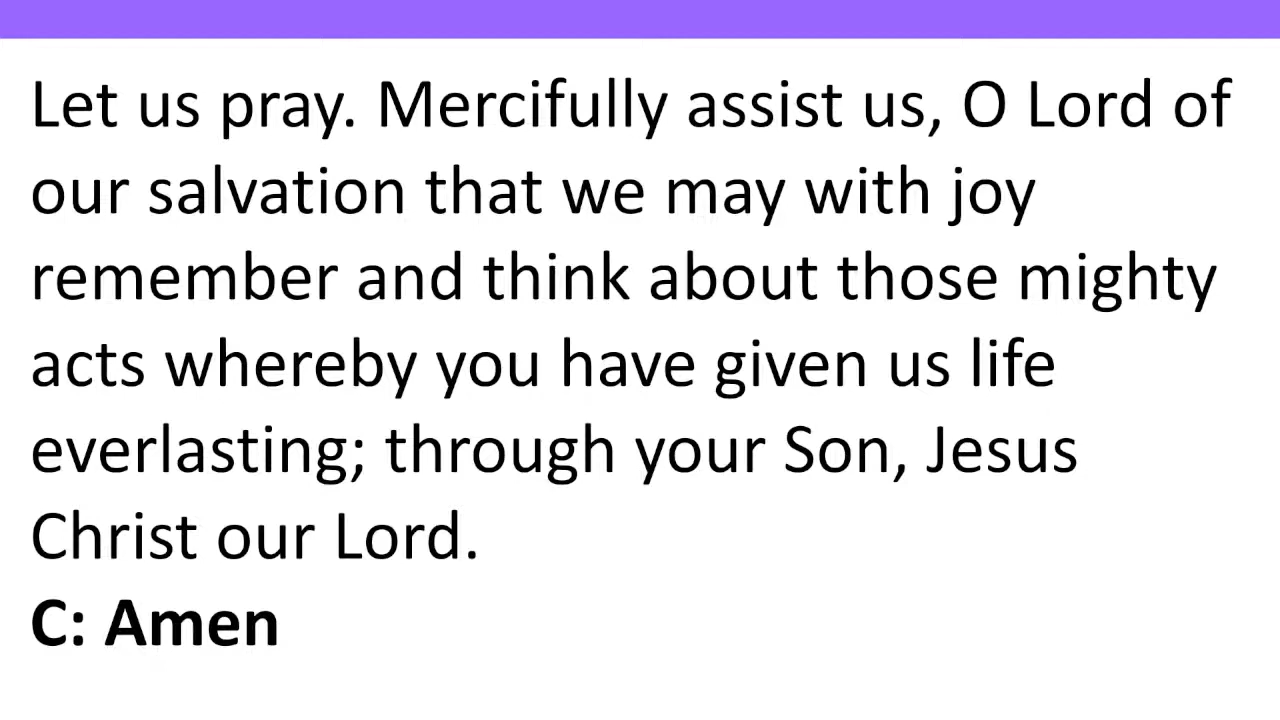 Let us pray. Mercifully assist us, O Lord of
our salvation that we may with joy
remember and think about those mighty
acts whereby you have given us life
everlasting; through your Son, Jesus
Christ our Lord.
C: Amen